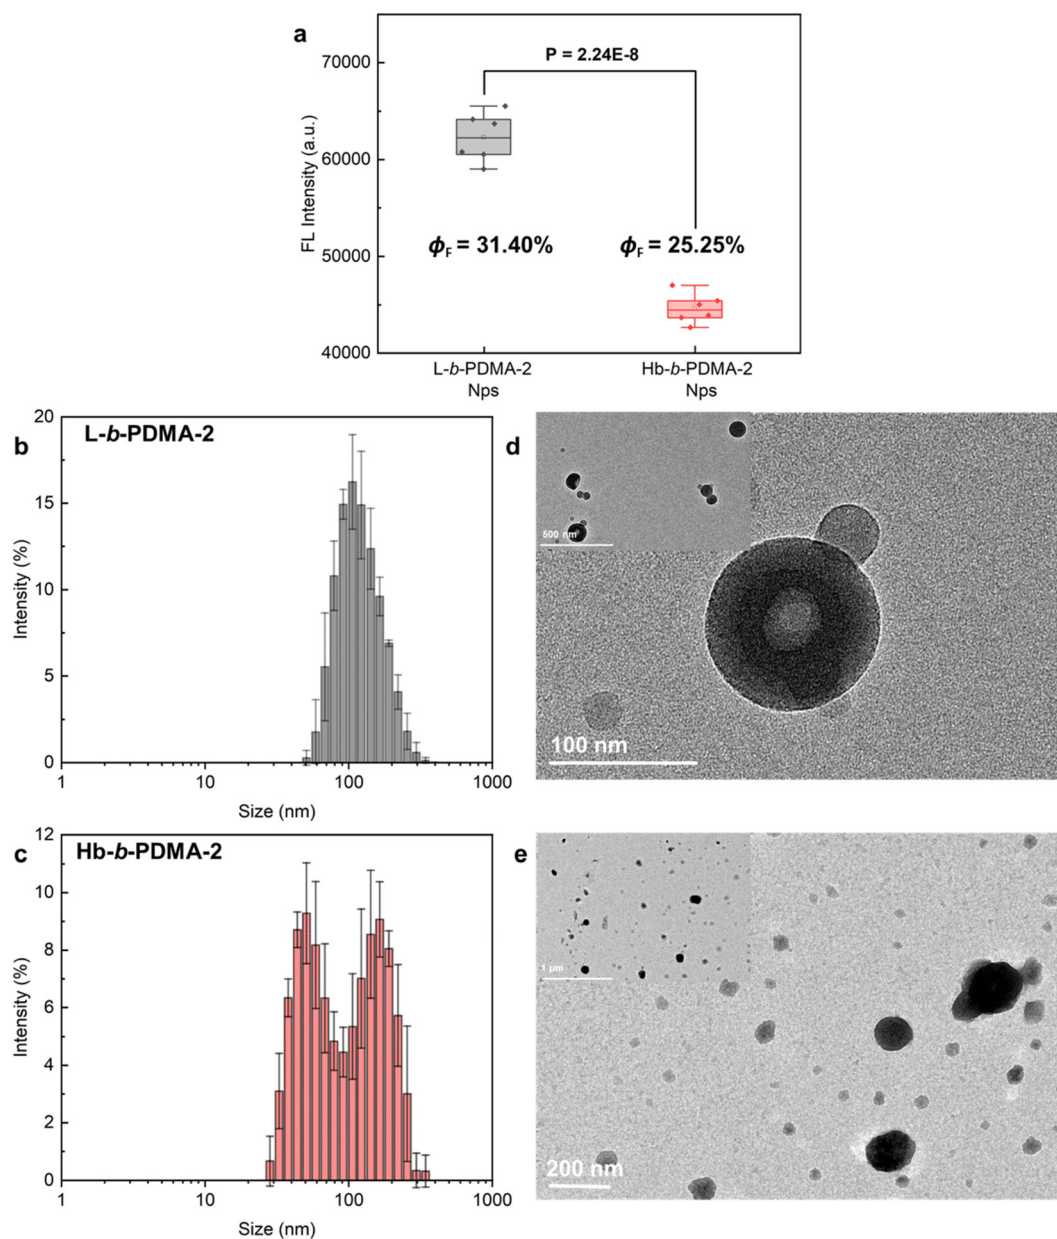 a
P = 2.24E-8
70000
60000
50000
40000
FL Intensity (a.u.)
ϕF = 31.40%
ϕF = 25.25%
L-b-PDMA-2
Nps
Hb-b-PDMA-2
Nps
b
L-b-PDMA-2
20
15
10
5
0
Intensity (%)
1
10
100
1000
Size (nm)
d
500 nm
100 nm
c
Hb-b-PDMA-2
12
10
8
6
4
2
0
Intensity (%)
1
10
100
1000
Size (nm)
e
1 µm
200 nm